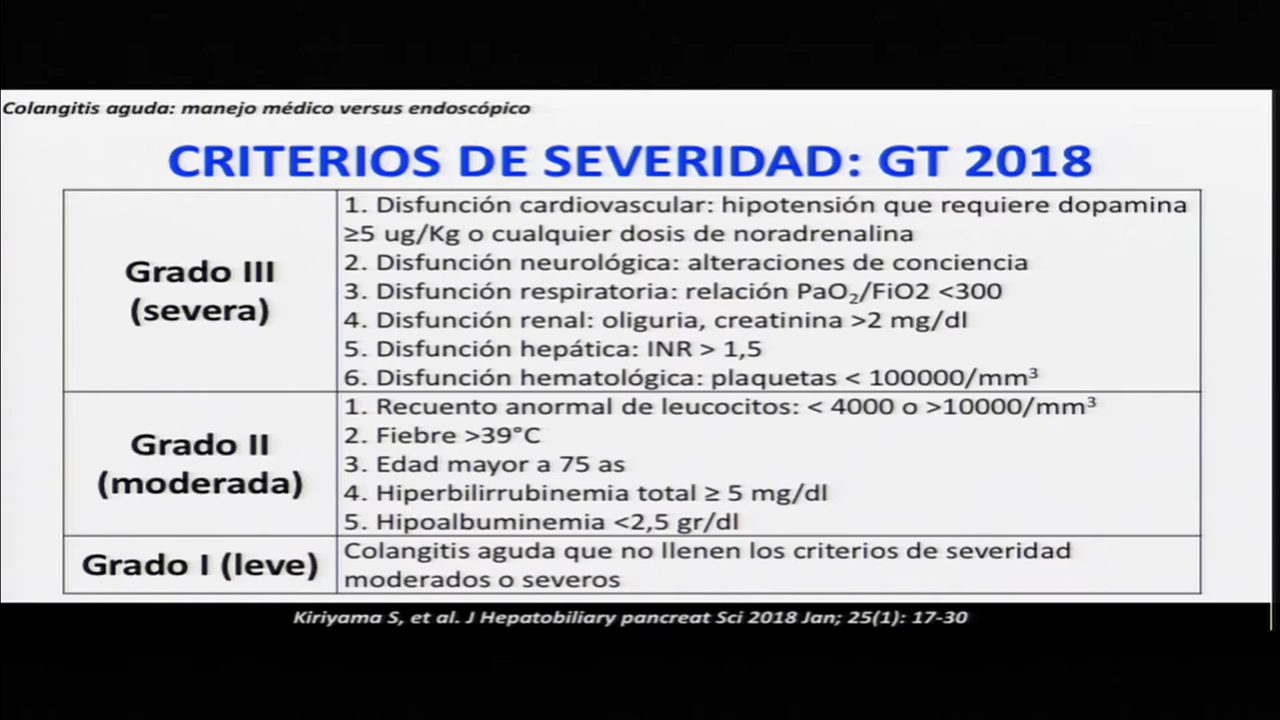 Colangitis aguda: manejo médico versus endoscópico
CRITERIOS DE SEVERIDAD: GT 2018
Grado III
(severa)
1. Disfunción cardiovascular: hipotensión que requiere dopamina
≥5 ug/Kg o cualquier dosis de noradrenalina
2. Disfunción neurológica: alteraciones de conciencia
3. Disfunción respiratoria: relación PaO₂/FiO2 <300
4. Disfunción renal: oliguria, creatinina >2 mg/dl
5. Disfunción hepática: INR > 1,5
6. Disfunción hematológica: plaquetas < 100000/mm³
Grado II
(moderada)
1. Recuento anormal de leucocitos: < 4000 o >10000/mm³
2. Fiebre >39°C
3. Edad mayor a 75 as
4. Hiperbilirrubinemia total ≥ 5 mg/dl
5. Hipoalbuminemia <2,5 gr/dl
Grado I (leve)
Colangitis aguda que no llenen los criterios de severidad
moderados o severos
Kiriyama S, et al. J Hepatobiliary pancreat Sci 2018 Jan; 25(1): 17-30